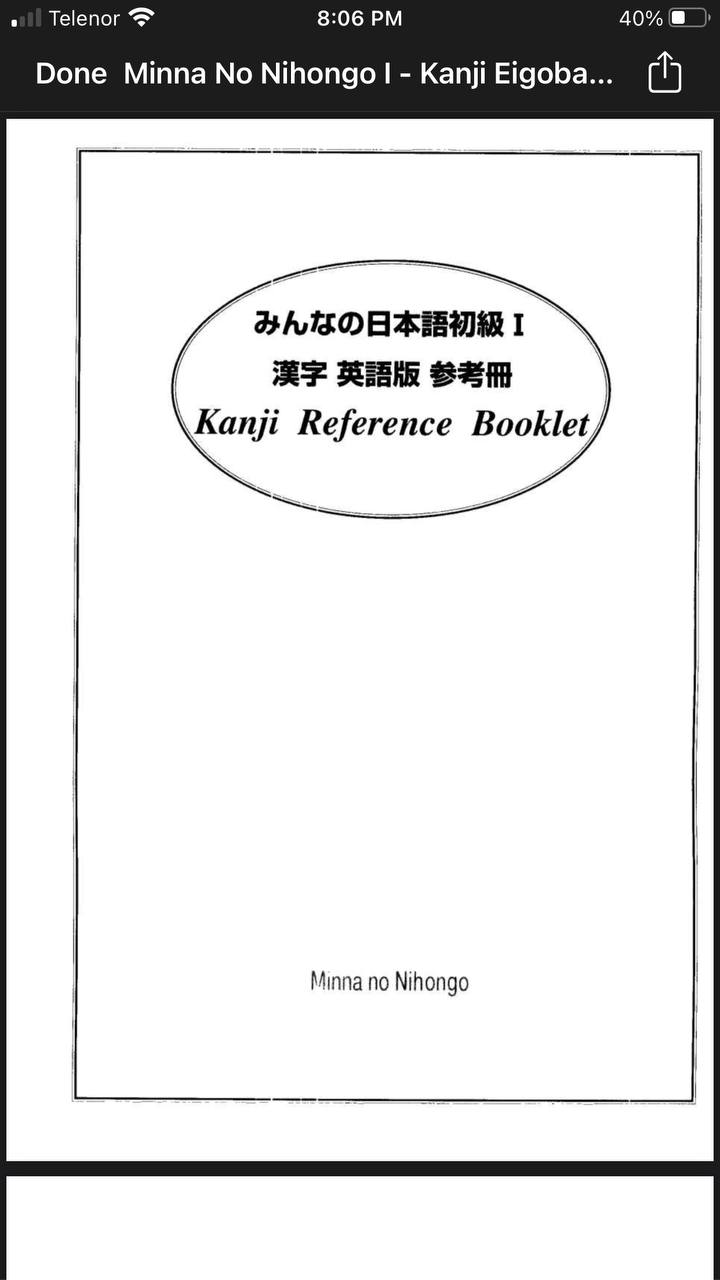 Telenor 8:06 PM 40%
Done Minna No Nihongo I - Kanji Eigoba...
みんなの日本語初級 I
漢字 英語版 参考冊
Kanji Reference Booklet
Minna no Nihongo